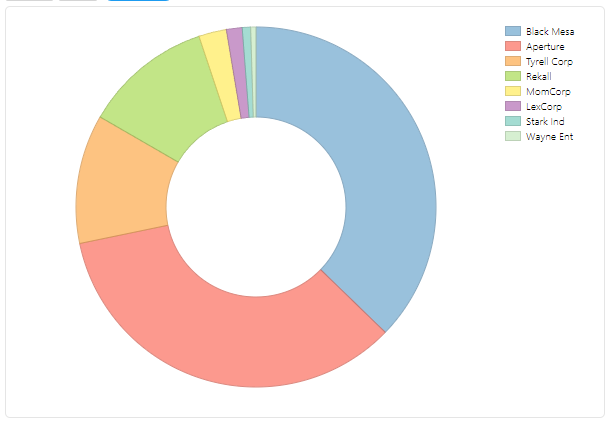 Black Mesa
Aperture
Tyrell Corp
Rekall
MomCorp
LexCorp
Stark Ind
Wayne Ent